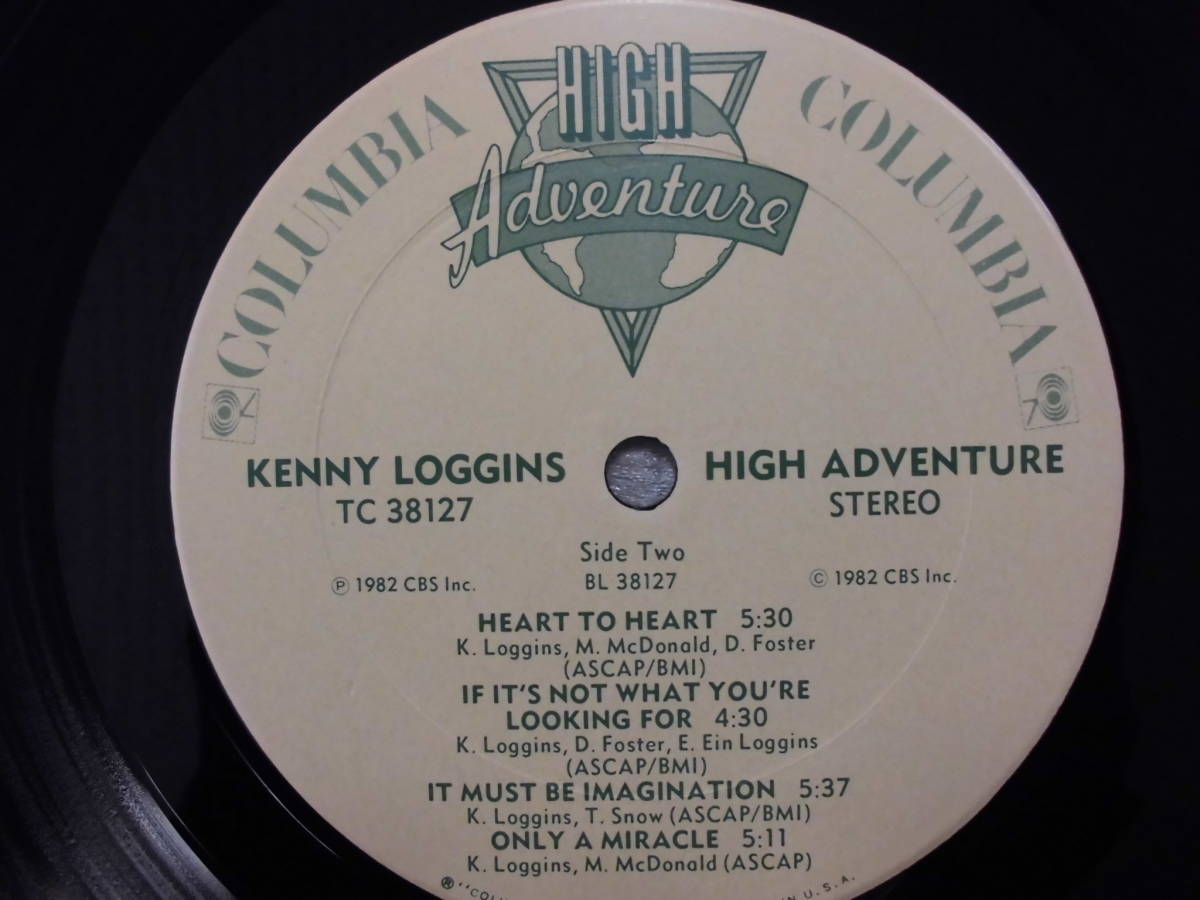 HIGH
Adventure
COLUMBIA
COLUMBIA
KENNY LOGGINS
TC 38127
HIGH ADVENTURE
STEREO
Side Two
BL 38127
Ⓟ 1982 CBS Inc.
© 1982 CBS Inc.
HEART TO HEART 5:30
K. Loggins, M. McDonald, D. Foster
(ASCAP/BMI)
IF IT'S NOT WHAT YOU'RE
LOOKING FOR 4:30
K. Loggins, D. Foster, E. Ein Loggins
(ASCAP/BMI)
IT MUST BE IMAGINATION 5:37
K. Loggins, T. Snow (ASCAP/BMI)
ONLY A MIRACLE 5:11
K. Loggins, M. McDonald (ASCAP)
® U.S.A.